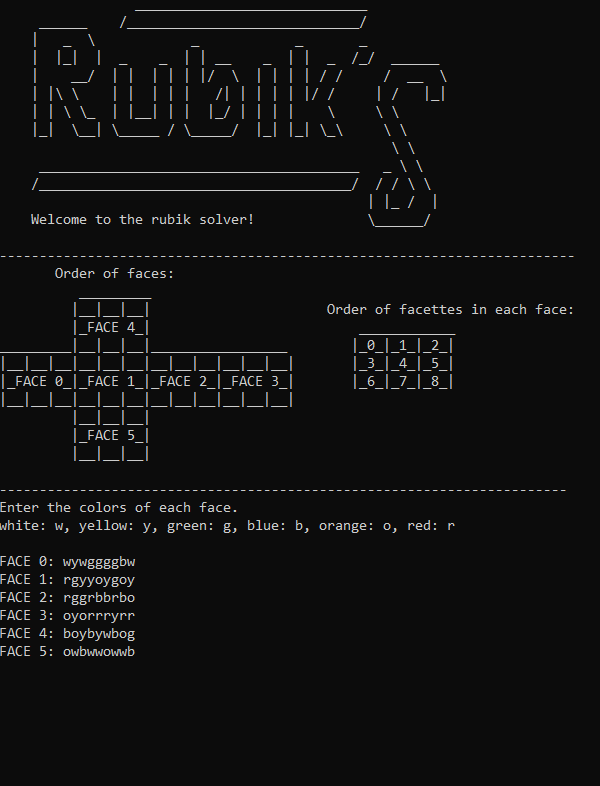 Rubik's
Welcome to the rubik solver!
Order of faces:
Order of facettes in each face:
FACE 4
FACE 0 FACE 1 FACE 2 FACE 3
FACE 5
0 1 2
3 4 5
6 7 8
Enter the colors of each face.
white: w, yellow: y, green: g, blue: b, orange: o, red: r
FACE 0: wywggggbw
FACE 1: rgyyoygoy
FACE 2: rggrbbrbo
FACE 3: oyorrryrr
FACE 4: boybywbog
FACE 5: owbwwowwb